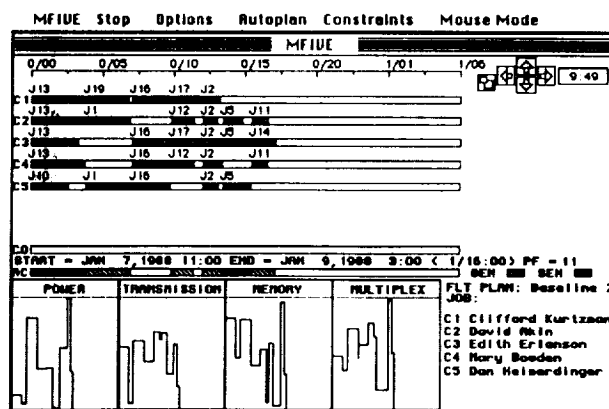 MFIVE Stop Options Autoplan Constraints Mouse Mode
MFIVE
0/00 0/05 0/10 0/15 0/20 1/01 1/06
9:49
J13 J19 J16 J17 J2
C1
J13 J1 J12 J2 J5 J11
C2
J13 J16 J17 J2 J5 J14
C3
J13 J16 J12 J2 J11
C4
J40 J1 J16 J2 J5
C5
C0
START = JAN 7,1988 11:00 END = JAN 9,1988 3:00 ( 1/16:00) PF = 11
AC
POWER TRANSMISSION MEMORY MULTIPLEX
FLT PLAN: Baseline 2
JOB:
C1 Clifford Kurtzman
C2 David Akin
C3 Edith Erlanson
C4 Mary Bowden
C5 Dan Heimerdinger